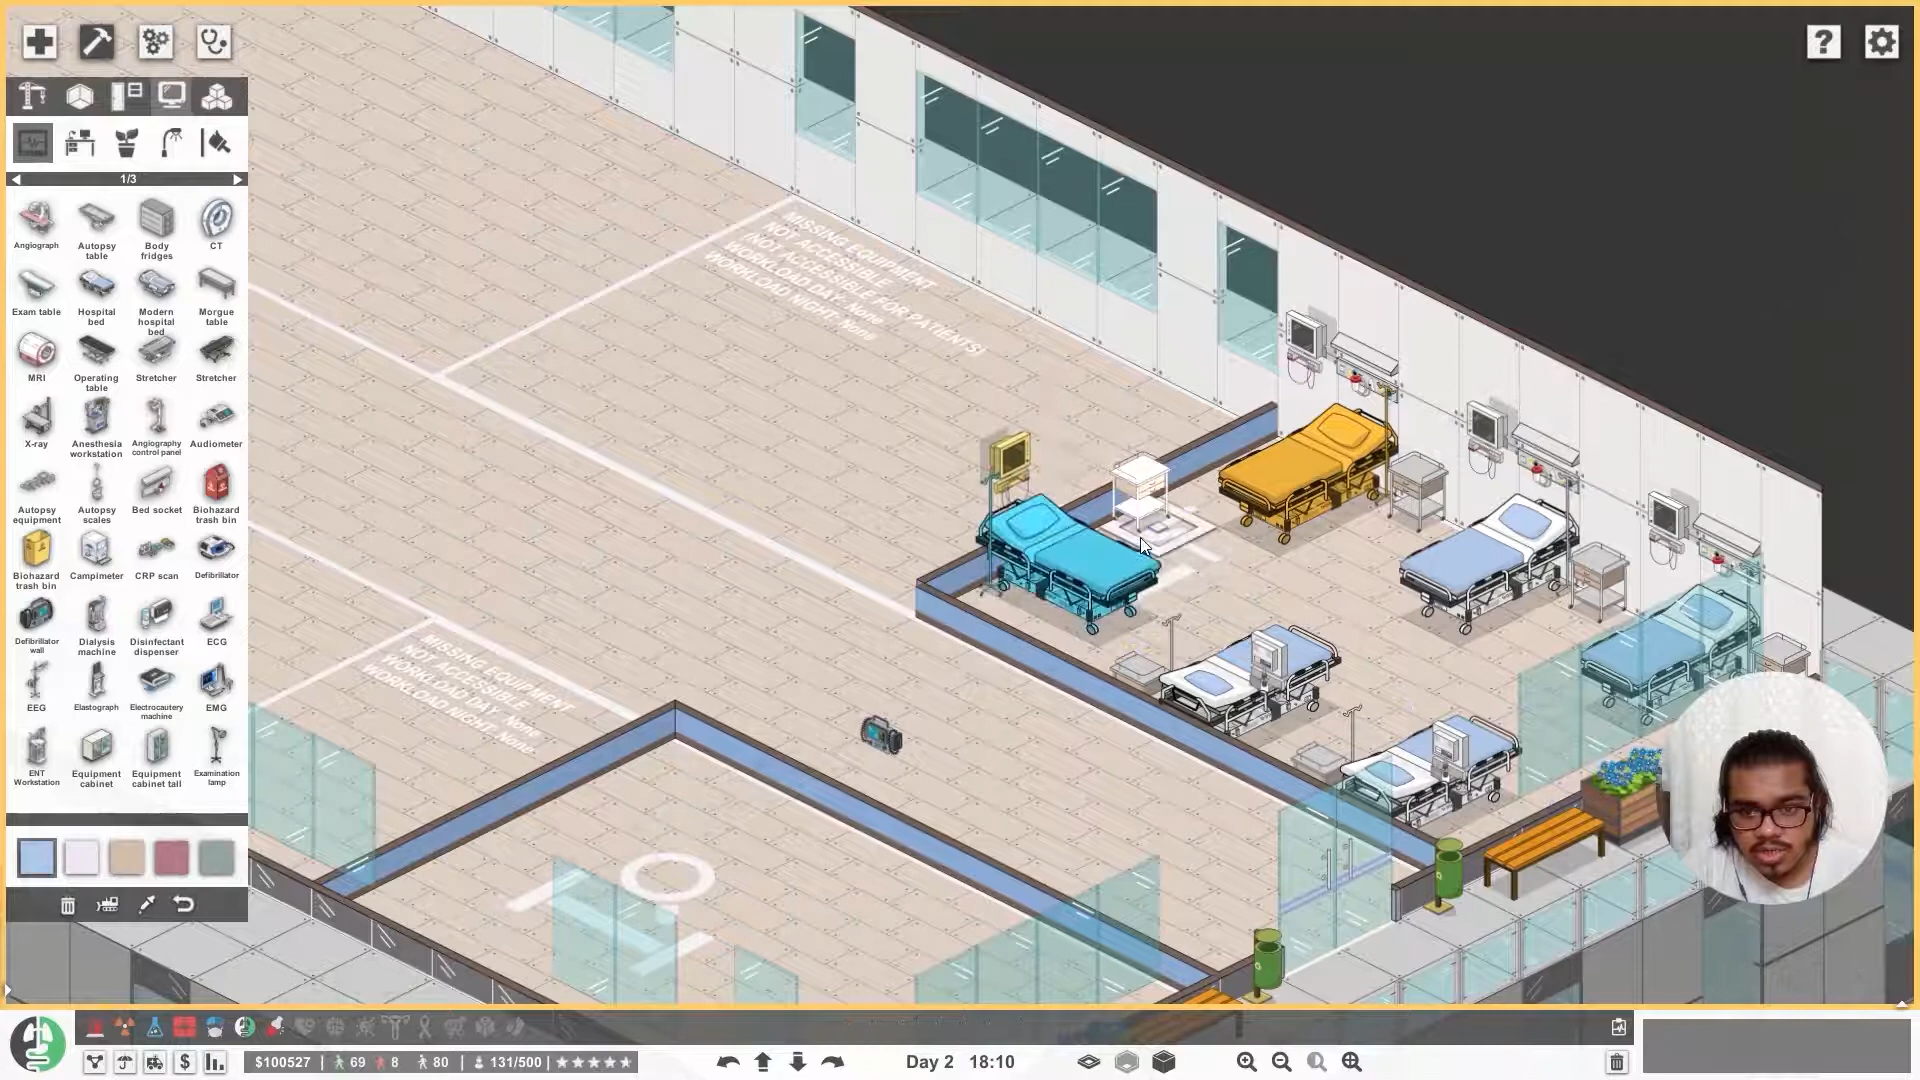 1/3
Angiograph
Autopsy table
Body fridges
CT
Exam table
Hospital bed
Modern hospital bed
Morgue table
MRI
Operating table
Stretcher
Stretcher
X-ray
Anesthesia workstation
Angiography control panel
Audiometer
Autopsy equipment
Autopsy scales
Bed socket
Biohazard trash bin
Biohazard trash bin
Campimeter
CRP scan
Defibrillator
Defibrillator wall
Dialysis machine
Disinfectant dispenser
ECG
EEG
Elastograph
Electrocautery machine
EMG
ENT Workstation
Equipment cabinet
Equipment cabinet tall
Examination lamp
MISSING EQUIPMENT
NOT ACCESSIBLE
(NOT ACCESSIBLE FOR PATIENTS!
WORKLOAD DAY: None
WORKLOAD NIGHT: None
MISSING EQUIPMENT
NOT ACCESSIBLE
WORKLOAD DAY: None
WORKLOAD NIGHT: None
H
?
$
$100527 | 69 8 | 80 | 131/500 |
Day 2 18:10